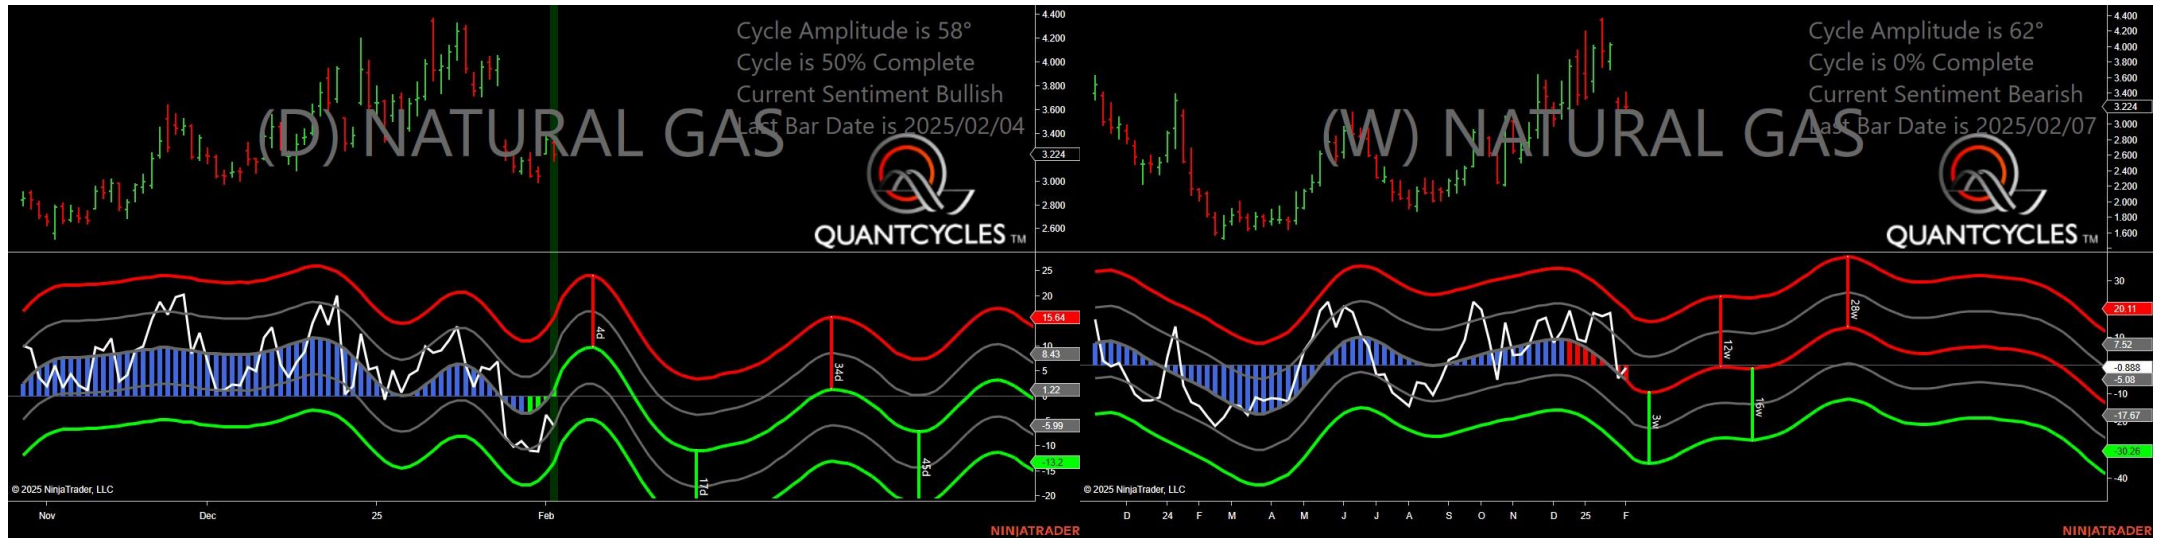 Cycle Amplitude is 58°
Cycle is 50% Complete
Current Sentiment Bullish
Last Bar Date is 2025/02/04
(D) NATURAL GAS
QUANTCYCLES TM
4.400
4.200
4.000
3.800
3.600
3.400
3.224
3.000
2.800
2.600
25
20
15.64
10
8.43
5
1.22
0
-5.99
-10
-13.2
-15
-20
4d
34d
17d
45d
© 2025 NinjaTrader, LLC
Nov Dec 25 Feb
NINJATRADER
Cycle Amplitude is 62°
Cycle is 0% Complete
Current Sentiment Bearish
Last Bar Date is 2025/02/07
(W) NATURAL GAS
QUANTCYCLES TM
4.400
4.200
4.000
3.800
3.600
3.400
3.224
3.000
2.800
2.600
2.400
2.200
2.000
1.800
1.600
30
20.11
10
7.52
-0.888
-5.08
-10
-17.67
-20
-30.26
-40
28w
12w
3w
16w
© 2025 NinjaTrader, LLC
D 24 F M A M J J A S O N D 25 F
NINJATRADER